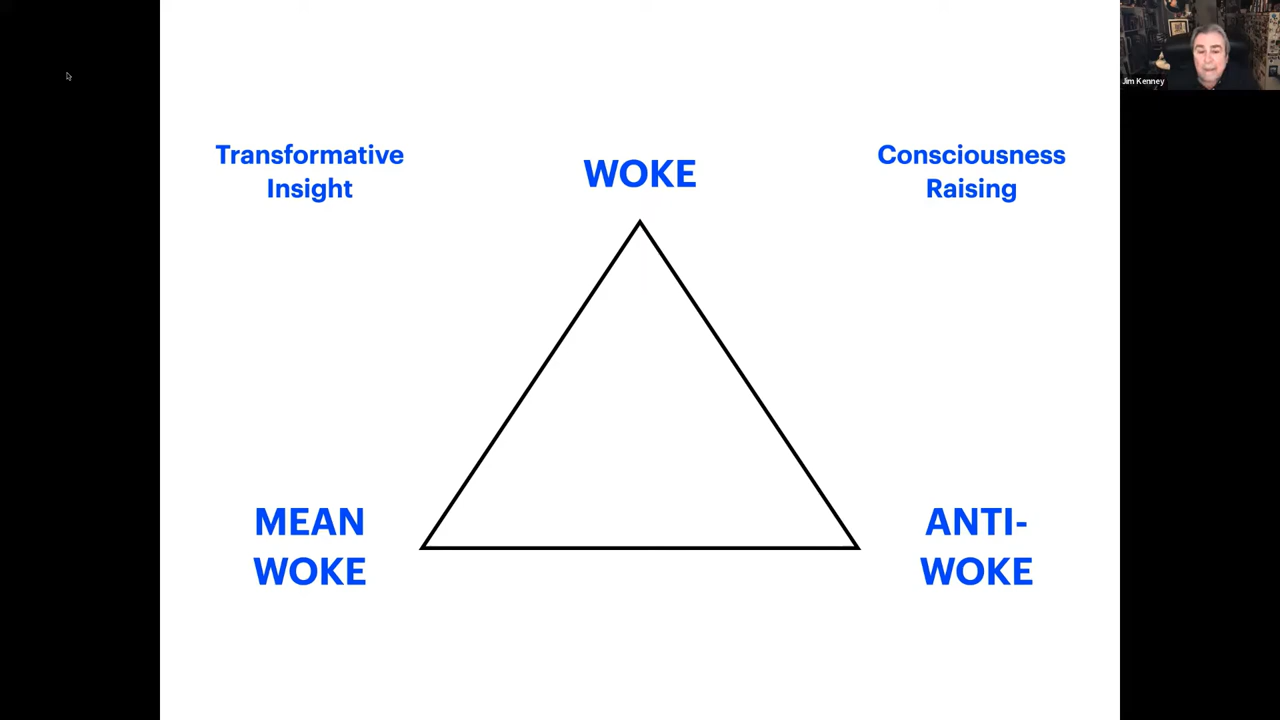 Transformative
Insight
WOKE
Consciousness
Raising
MEAN
WOKE
ANTI-
WOKE
Jim Kenney